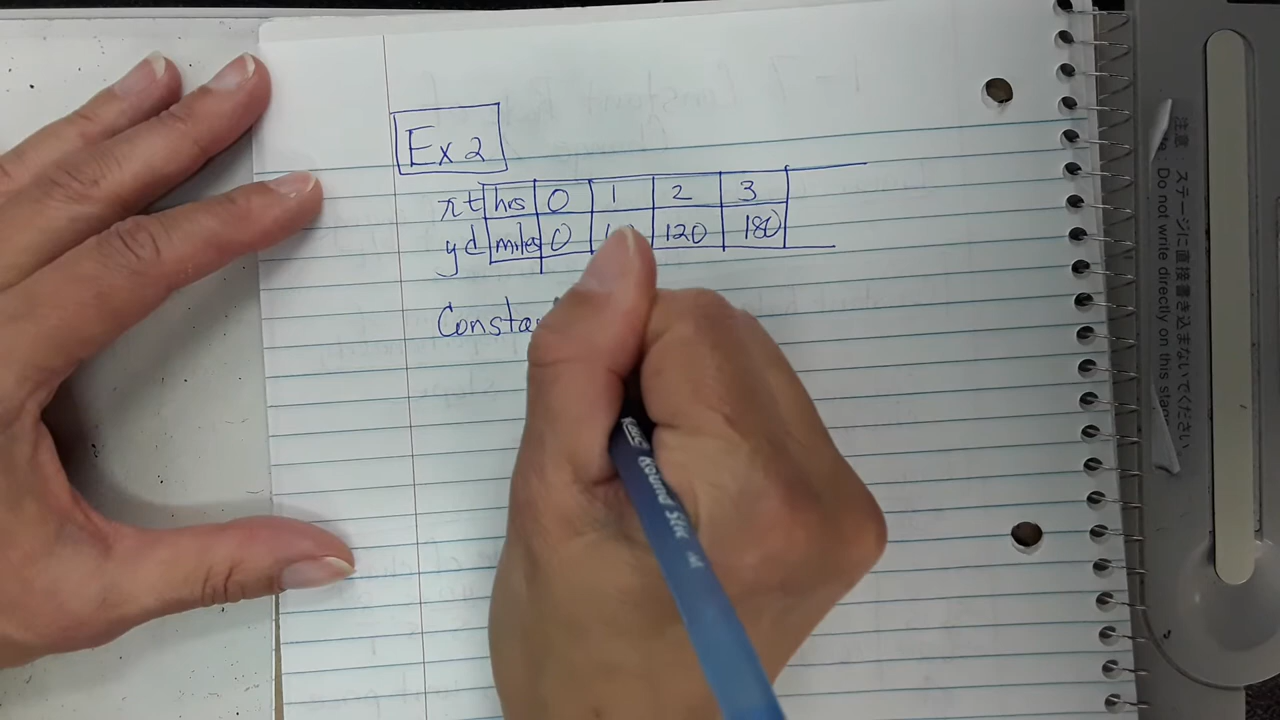 Ex 2
x t hrs 0 1 2 3
y d miles 0 120 180
Round Stic M
注意 : ステージに直接書き込まないでください
Do not write directly on this